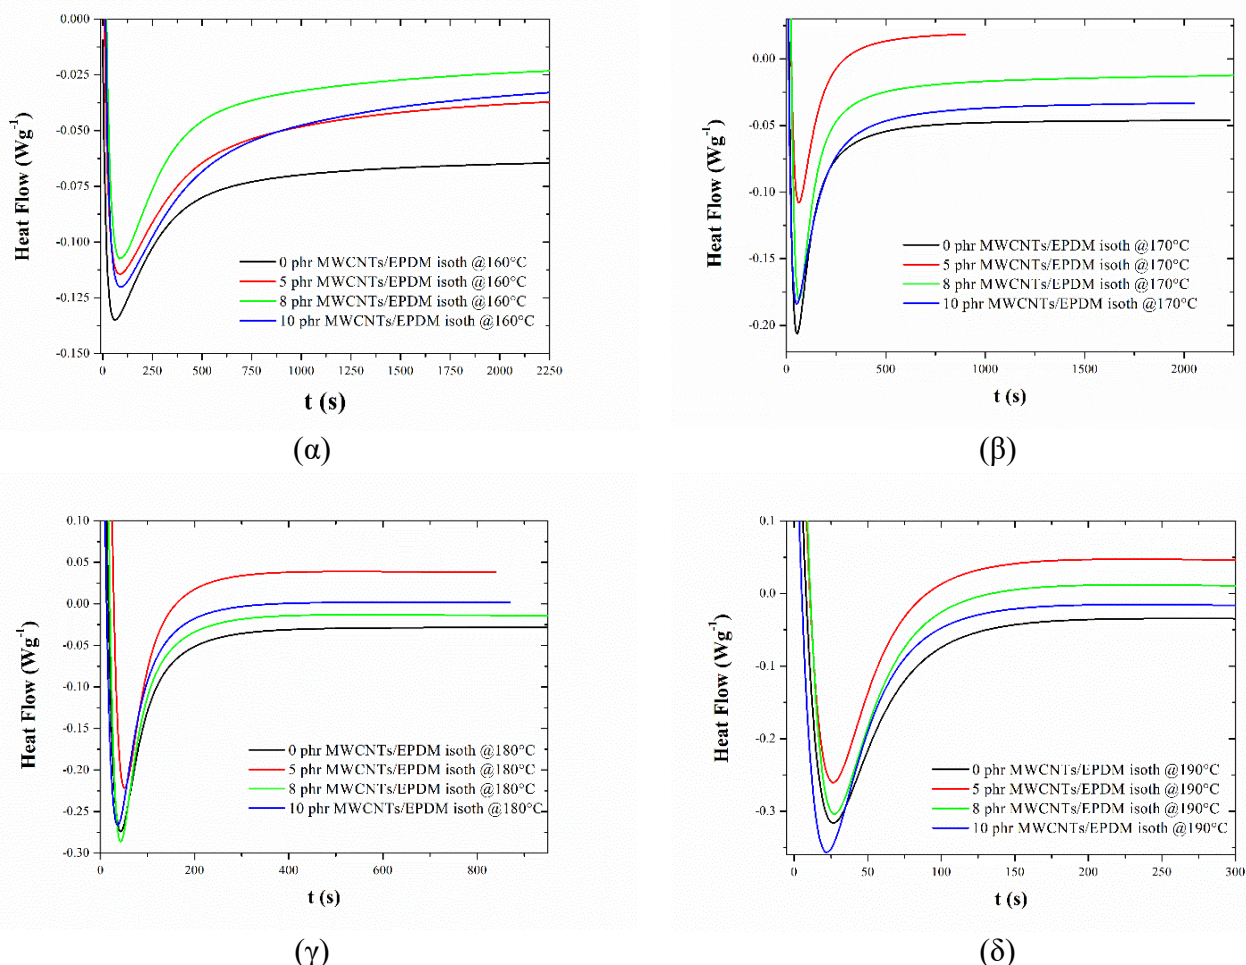 0.000
-0.025
-0.050
-0.075
-0.100
-0.125
-0.150
Heat Flow (Wg⁻¹)
0 phr MWCNTs/EPDM isoth @160°C
5 phr MWCNTs/EPDM isoth @160°C
8 phr MWCNTs/EPDM isoth @160°C
10 phr MWCNTs/EPDM isoth @160°C
0 250 500 750 1000 1250 1500 1750 2000 2250
t (s)
(α)
0.00
-0.05
-0.10
-0.15
-0.20
Heat Flow (Wg⁻¹)
0 phr MWCNTs/EPDM isoth @170°C
5 phr MWCNTs/EPDM isoth @170°C
8 phr MWCNTs/EPDM isoth @170°C
10 phr MWCNTs/EPDM isoth @170°C
0 500 1000 1500 2000
t (s)
(β)
0.10
0.05
0.00
-0.05
-0.10
-0.15
-0.20
-0.25
-0.30
Heat Flow (Wg⁻¹)
0 phr MWCNTs/EPDM isoth @180°C
5 phr MWCNTs/EPDM isoth @180°C
8 phr MWCNTs/EPDM isoth @180°C
10 phr MWCNTs/EPDM isoth @180°C
0 200 400 600 800
t (s)
(γ)
0.1
0.0
-0.1
-0.2
-0.3
Heat Flow (Wg⁻¹)
0 phr MWCNTs/EPDM isoth @190°C
5 phr MWCNTs/EPDM isoth @190°C
8 phr MWCNTs/EPDM isoth @190°C
10 phr MWCNTs/EPDM isoth @190°C
0 50 100 150 200 250 300
t (s)
(δ)